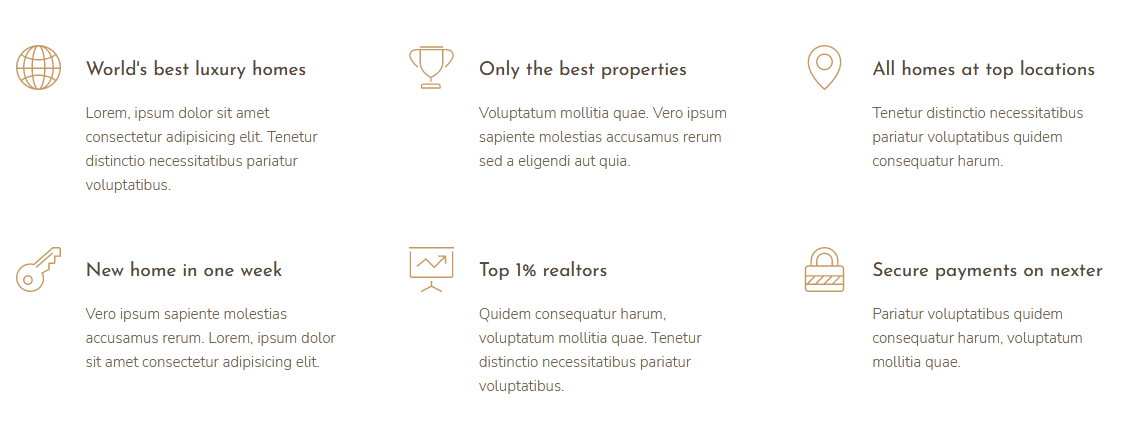 World's best luxury homes
Lorem, ipsum dolor sit amet
consectetur adipisicing elit. Tenetur
distinctio necessitatibus pariatur
voluptatibus.
Only the best properties
Voluptatum mollitia quae. Vero ipsum
sapiente molestias accusamus rerum
sed a eligendi aut quia.
All homes at top locations
Tenetur distinctio necessitatibus
pariatur voluptatibus quidem
consequatur harum.
New home in one week
Vero ipsum sapiente molestias
accusamus rerum. Lorem, ipsum dolor
sit amet consectetur adipisicing elit.
Top 1% realtors
Quidem consequatur harum,
voluptatum mollitia quae. Tenetur
distinctio necessitatibus pariatur
voluptatibus.
Secure payments on nexter
Pariatur voluptatibus quidem
consequatur harum, voluptatum
mollitia quae.